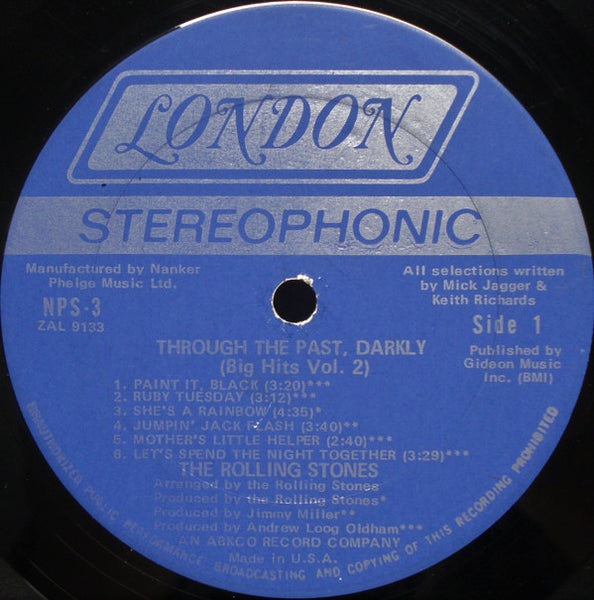 LONDON
STEREOPHONIC
Manufactured by Nanker
Phelge Music Ltd.
NPS-3
ZAL 9133
All selections written
by Mick Jagger &
Keith Richards
Side 1
Published by
Gideon Music
Inc. (BMI)
THROUGH THE PAST, DARKLY
(Big Hits Vol. 2)
1. PAINT IT, BLACK (3:20)***
2. RUBY TUESDAY (3:12)***
3. SHE'S A RAINBOW (4:35)*
4. JUMPIN' JACK FLASH (3:40)**
5. MOTHER'S LITTLE HELPER (2:40)***
6. LET'S SPEND THE NIGHT TOGETHER (3:29)***
THE ROLLING STONES
Arranged by the Rolling Stones
Produced by the Rolling Stones*
Produced by Jimmy Miller**
Produced by Andrew Loog Oldham***
AN ABKCO RECORD COMPANY
Made in U.S.A.
UNAUTHORIZED PUBLIC PERFORMANCE, BROADCASTING AND COPYING OF THIS RECORDING PROHIBITED